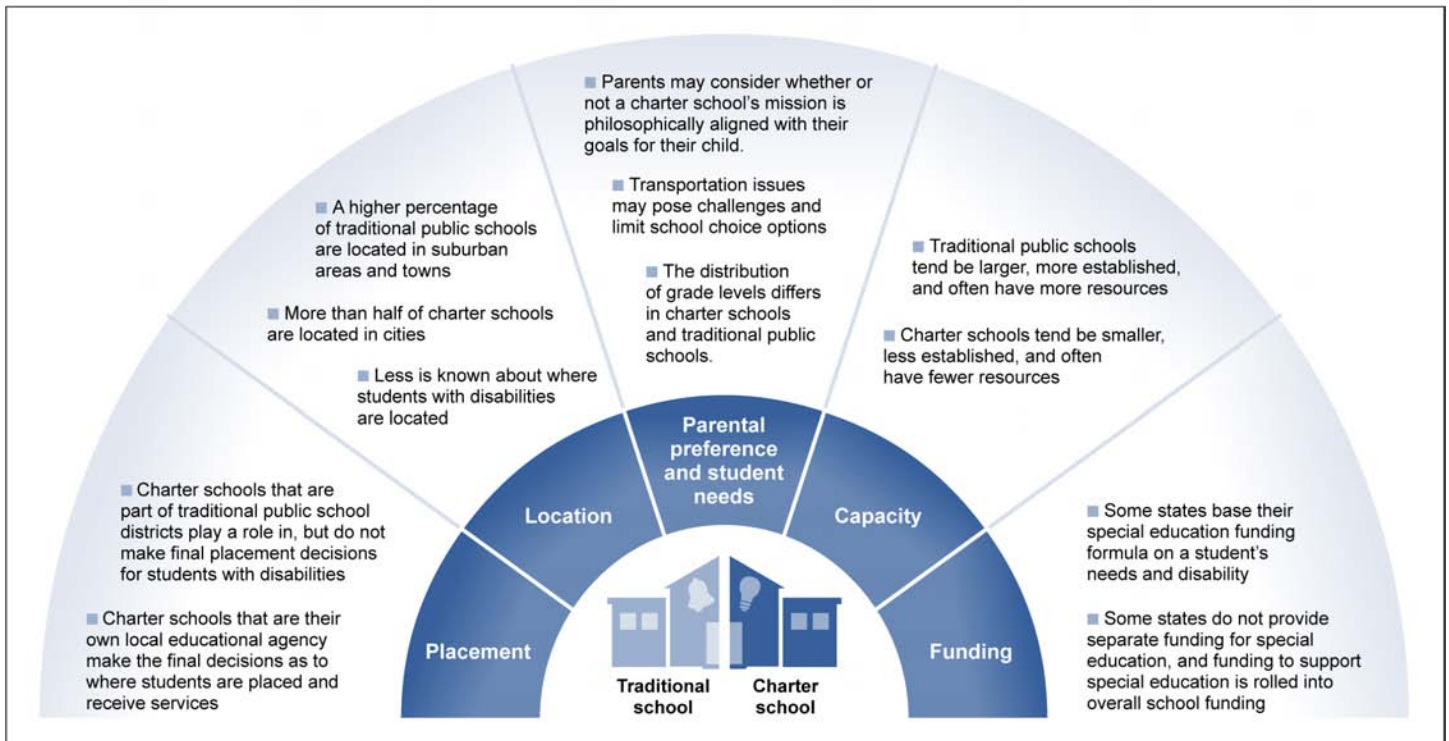 Parents may consider whether or
not a charter school's mission is
philosophically aligned with their
goals for their child.
Transportation issues
may pose challenges and
limit school choice options
The distribution
of grade levels differs
in charter schools
and traditional public
schools.
A higher percentage
of traditional public schools
are located in suburban
areas and towns
More than half of charter schools
are located in cities
Less is known about where
students with disabilities
are located
Traditional public schools
tend be larger, more established,
and often have more resources
Charter schools tend be smaller,
less established, and often
have fewer resources
Charter schools that are
part of traditional public school
districts play a role in, but do not
make final placement decisions
for students with disabilities
Charter schools that are their
own local educational agency
make the final decisions as to
where students are placed and
receive services
Some states base their
special education funding
formula on a student's
needs and disability
Some states do not provide
separate funding for special
education, and funding to support
special education is rolled into
overall school funding
Placement
Location
Parental
preference
and student
needs
Capacity
Funding
Traditional
school
Charter
school